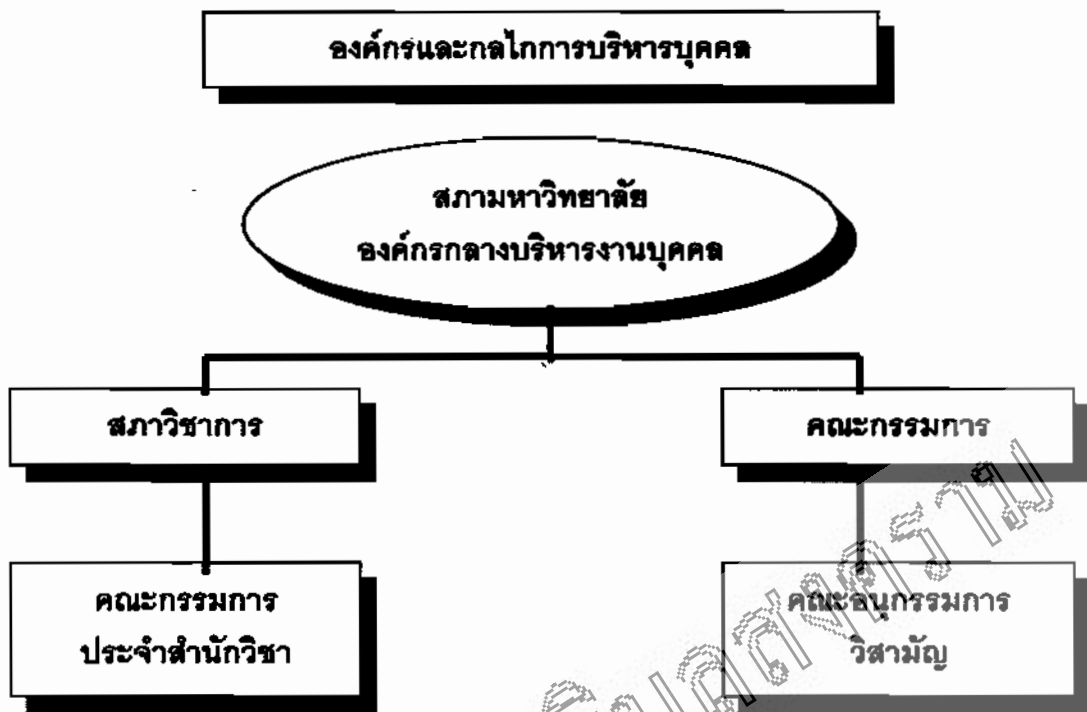 องค์กรและกลไกการบริหารบุคคล
สภามหาวิทยาลัย
องค์กรกลางบริหารงานบุคคล
สภาวิชาการ
คณะกรรมการ
คณะกรรมการ
ประจำสำนักวิชา
คณะอนุกรรมการ
วิสามัญ